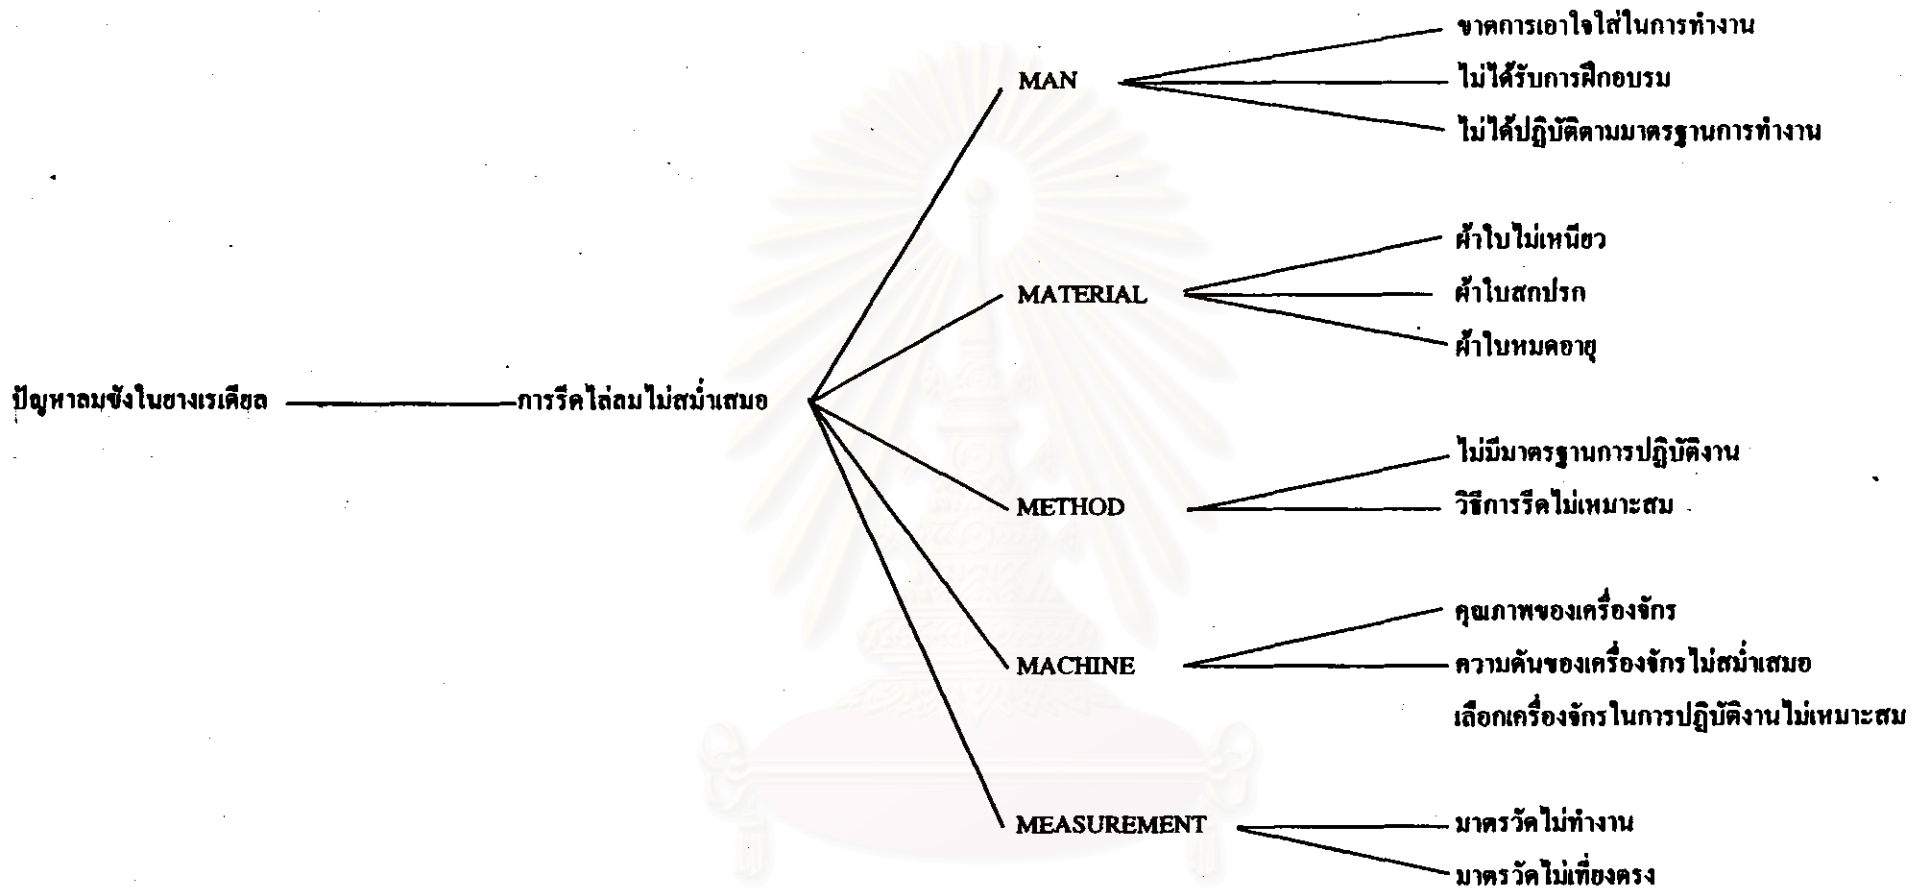 ปัญหาลมขังในยางเรเดียล
การรีดไล่ลมไม่สม่ำเสมอ
MAN
ขาดการเอาใจใส่ในการทำงาน
ไม่ได้รับการฝึกอบรม
ไม่ได้ปฏิบัติตามมาตรฐานการทำงาน
MATERIAL
ผ้าใบไม่เหนียว
ผ้าใบสกปรก
ผ้าใบหมดอายุ
METHOD
ไม่มีมาตรฐานการปฏิบัติงาน
วิธีการรีดไม่เหมาะสม
MACHINE
คุณภาพของเครื่องจักร
ความดันของเครื่องจักรไม่สม่ำเสมอ
เลือกเครื่องจักรในการปฏิบัติงานไม่เหมาะสม
MEASUREMENT
มาตรวัดไม่ทำงาน
มาตรวัดไม่เที่ยงตรง